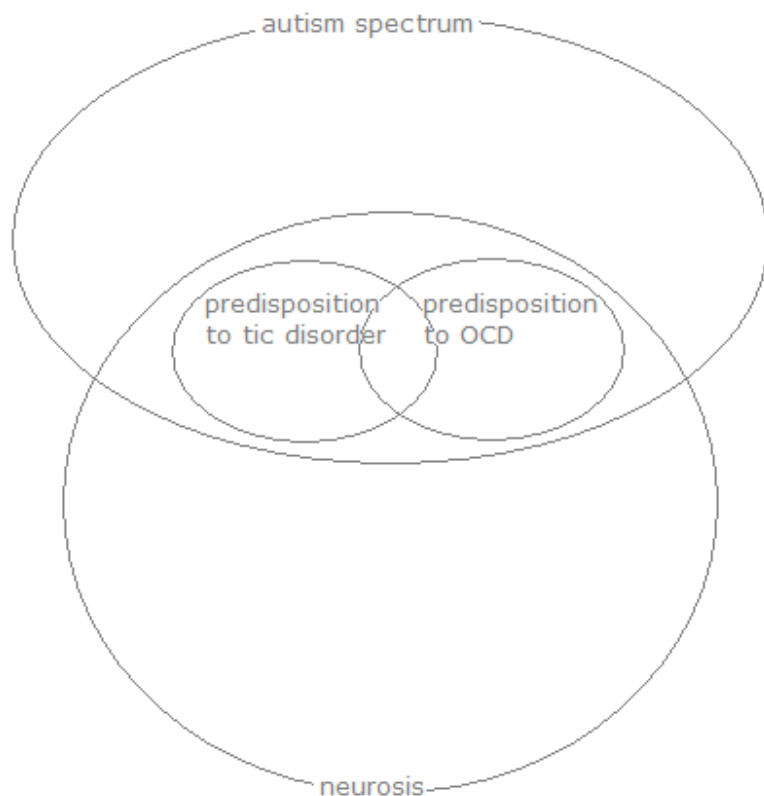 autism spectrum
predisposition
to tic disorder
predisposition
to OCD
neurosis